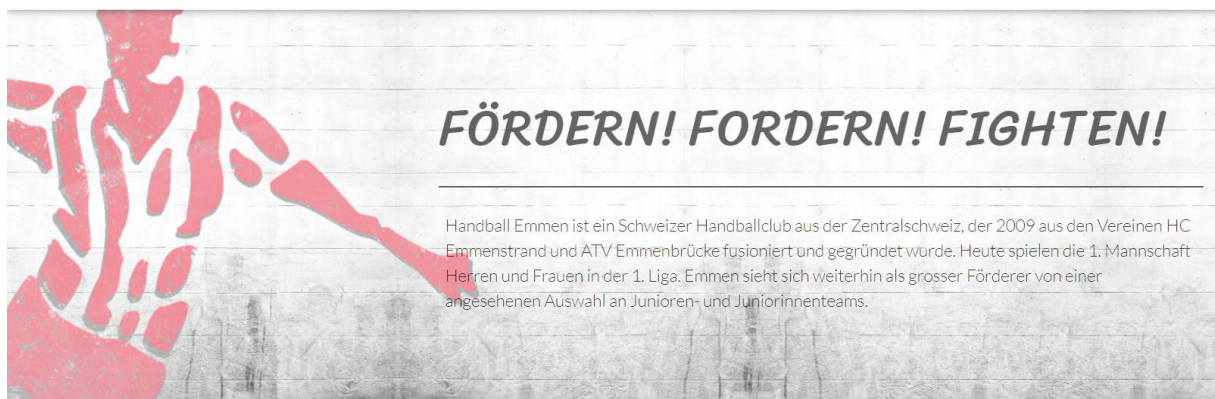 FÖRDERN! FORDERN! FIGHTEN!
Handball Emmen ist ein Schweizer Handballclub aus der Zentralschweiz, der 2009 aus den Vereinen HC
Emmenstrand und ATV Emmenbrücke fusioniert und gegründet wurde. Heute spielen die 1. Mannschaft
Herren und Frauen in der 1. Liga. Emmen sieht sich weiterhin als grosser Förderer von einer
angesehenen Auswahl an Junioren- und Juniorinnenteams.